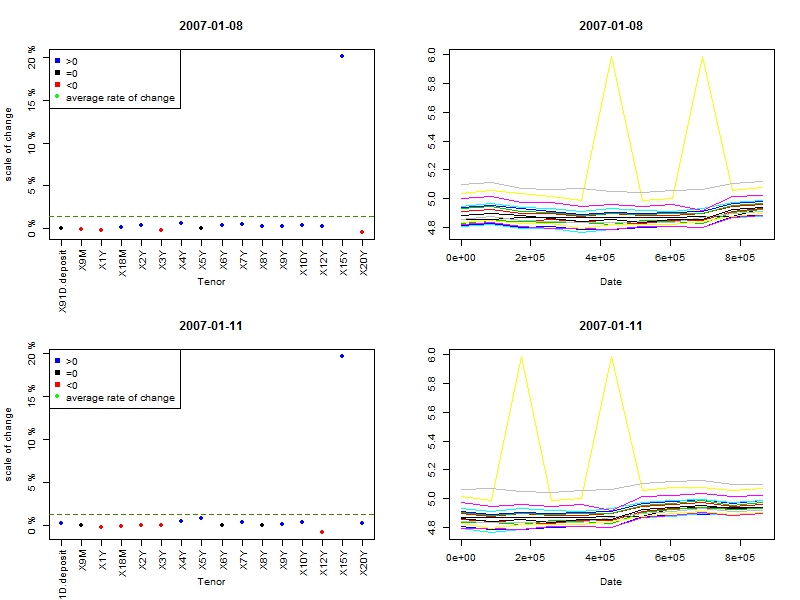 2007-01-08
scale of change
0 %
5 %
10 %
15 %
20 %
>0
=0
<0
average rate of change
X91D.deposit
X9M
X1Y
X18M
X2Y
X3Y
X4Y
X5Y
X6Y
X7Y
X8Y
X9Y
X10Y
X12Y
X15Y
X20Y
Tenor
2007-01-08
4.8
5.0
5.2
5.4
5.6
5.8
6.0
0e+00
2e+05
4e+05
6e+05
8e+05
Date
2007-01-11
scale of change
0 %
5 %
10 %
15 %
20 %
>0
=0
<0
average rate of change
1D.deposit
X9M
X1Y
X18M
X2Y
X3Y
X4Y
X5Y
X6Y
X7Y
X8Y
X9Y
X10Y
X12Y
X15Y
X20Y
Tenor
2007-01-11
4.8
5.0
5.2
5.4
5.6
5.8
6.0
0e+00
2e+05
4e+05
6e+05
8e+05
Date